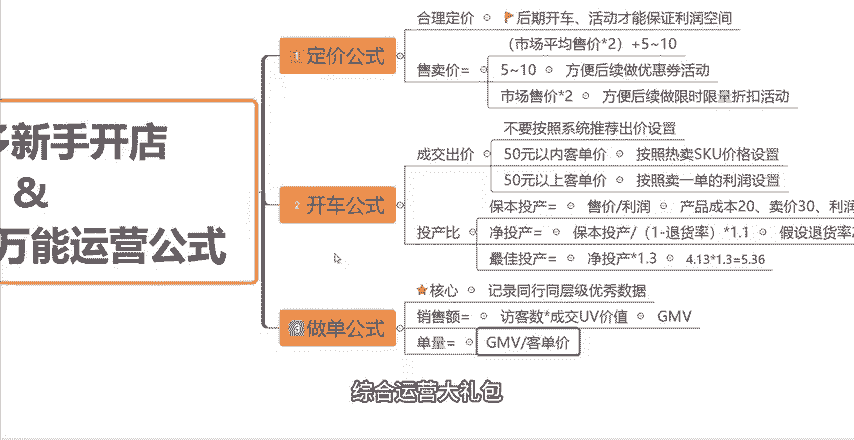 新手开店
&
万能运营公式
1 定价公式
合理定价 后期开车、活动才能保证利润空间
售卖价= (市场平均售价*2)+5~10
5~10 方便后续做优惠券活动
市场售价*2 方便后续做限时限量折扣活动
2 开车公式
成交出价 不要按照系统推荐出价设置
50元以内客单价 按照热卖SKU价格设置
50元以上客单价 按照卖一单的利润设置
投产比 保本投产= 售价/利润 产品成本20、卖价30、利润
净投产= 保本投产/(1-退货率)*1.1 假设退货率
最佳投产= 净投产*1.3 4.13*1.3=5.36
3 做单公式
核心 记录同行同层级优秀数据
销售额= 访客数*成交UV价值 GMV
单量= GMV/客单价
综合运营大礼包